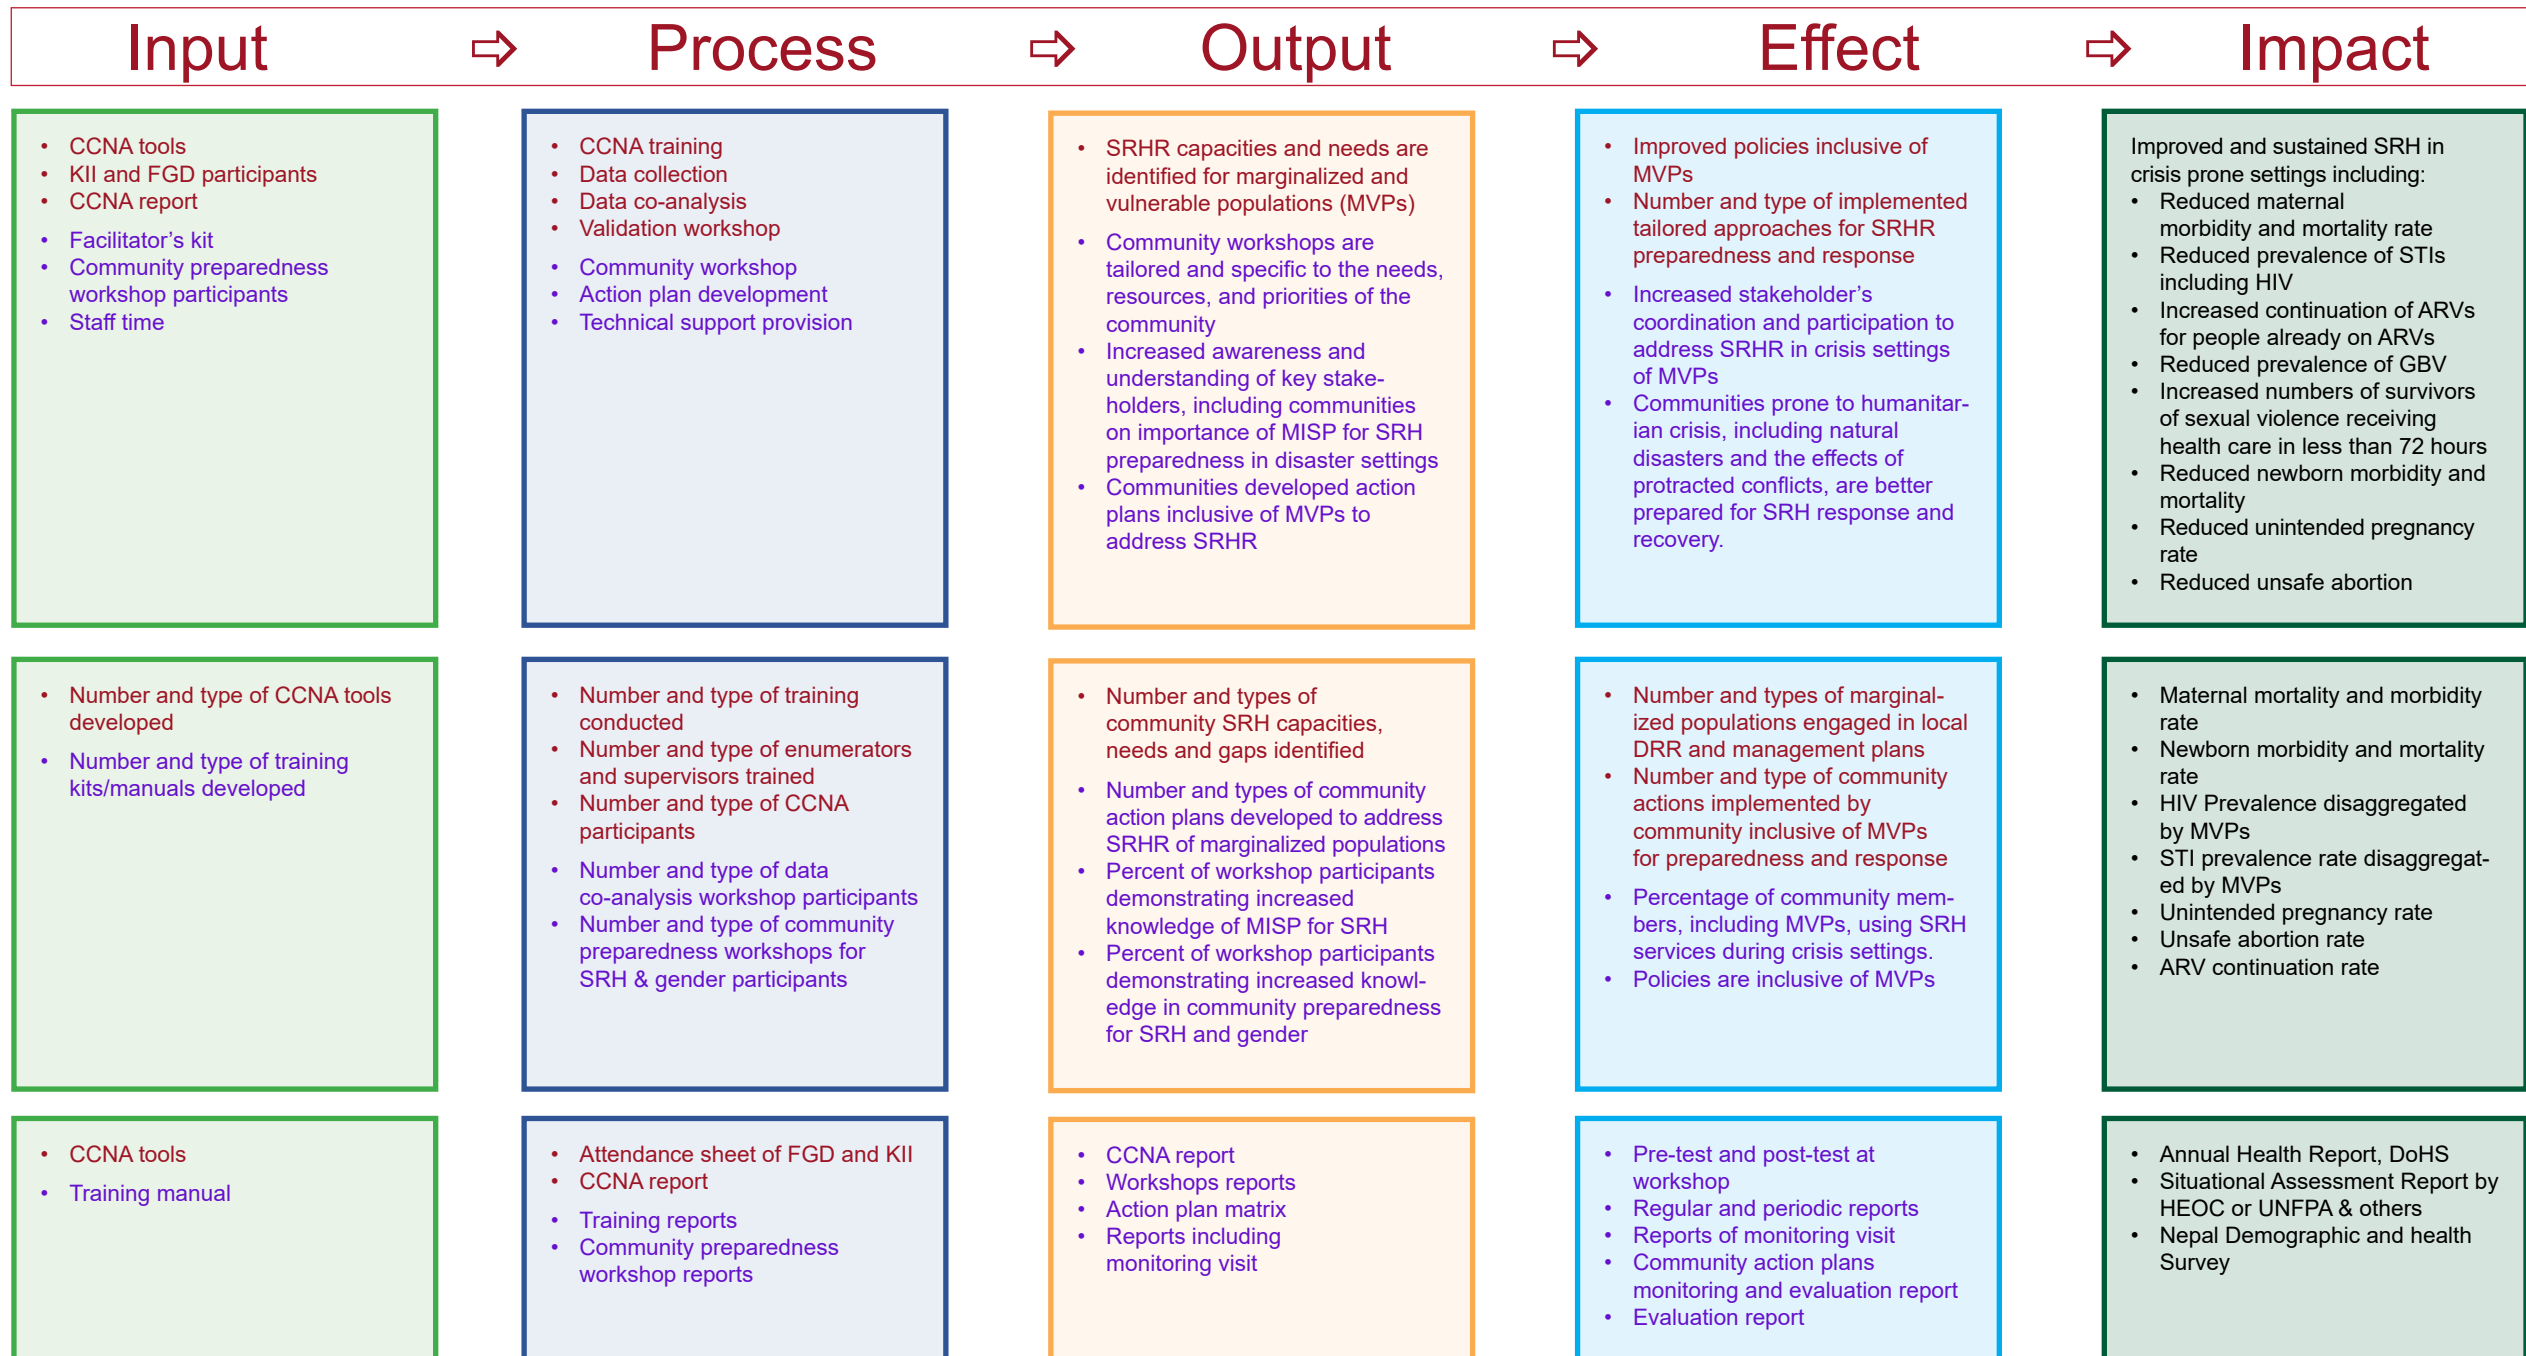 Input ⇨ Process ⇨ Output ⇨ Effect ⇨ Impact
• CCNA tools
• KII and FGD participants
• CCNA report
• Facilitator’s kit
• Community preparedness
workshop participants
• Staff time
• CCNA training
• Data collection
• Data co-analysis
• Validation workshop
• Community workshop
• Action plan development
• Technical support provision
• SRHR capacities and needs are
identified for marginalized and
vulnerable populations (MVPs)
• Community workshops are
tailored and specific to the needs,
resources, and priorities of the
community
• Increased awareness and
understanding of key stake-
holders, including communities
on importance of MISP for SRH
preparedness in disaster settings
• Communities developed action
plans inclusive of MVPs to
address SRHR
• Improved policies inclusive of
MVPs
• Number and type of implemented
tailored approaches for SRHR
preparedness and response
• Increased stakeholder’s
coordination and participation to
address SRHR in crisis settings
of MVPs
• Communities prone to humanitar-
ian crisis, including natural
disasters and the effects of
protracted conflicts, are better
prepared for SRH response and
recovery.
Improved and sustained SRH in
crisis prone settings including:
• Reduced maternal
morbidity and mortality rate
• Reduced prevalence of STIs
including HIV
• Increased continuation of ARVs
for people already on ARVs
• Reduced prevalence of GBV
• Increased numbers of survivors
of sexual violence receiving
health care in less than 72 hours
• Reduced newborn morbidity and
mortality
• Reduced unintended pregnancy
rate
• Reduced unsafe abortion
• Number and type of CCNA tools
developed
• Number and type of training
kits/manuals developed
• Number and type of training
conducted
• Number and type of enumerators
and supervisors trained
• Number and type of CCNA
participants
• Number and type of data
co-analysis workshop participants
• Number and type of community
preparedness workshops for
SRH & gender participants
• Number and types of
community SRH capacities,
needs and gaps identified
• Number and types of community
action plans developed to address
SRHR of marginalized populations
• Percent of workshop participants
demonstrating increased
knowledge of MISP for SRH
• Percent of workshop participants
demonstrating increased knowl-
edge in community preparedness
for SRH and gender
• Number and types of marginal-
ized populations engaged in local
DRR and management plans
• Number and type of community
actions implemented by
community inclusive of MVPs
for preparedness and response
• Percentage of community mem-
bers, including MVPs, using SRH
services during crisis settings.
• Policies are inclusive of MVPs
• Maternal mortality and morbidity
rate
• Newborn morbidity and mortality
rate
• HIV Prevalence disaggregated
by MVPs
• STI prevalence rate disaggregat-
ed by MVPs
• Unintended pregnancy rate
• Unsafe abortion rate
• ARV continuation rate
• CCNA tools
• Training manual
• Attendance sheet of FGD and KII
• CCNA report
• Training reports
• Community preparedness
workshop reports
• CCNA report
• Workshops reports
• Action plan matrix
• Reports including
monitoring visit
• Pre-test and post-test at
workshop
• Regular and periodic reports
• Reports of monitoring visit
• Community action plans
monitoring and evaluation report
• Evaluation report
• Annual Health Report, DoHS
• Situational Assessment Report by
HEOC or UNFPA & others
• Nepal Demographic and health
Survey